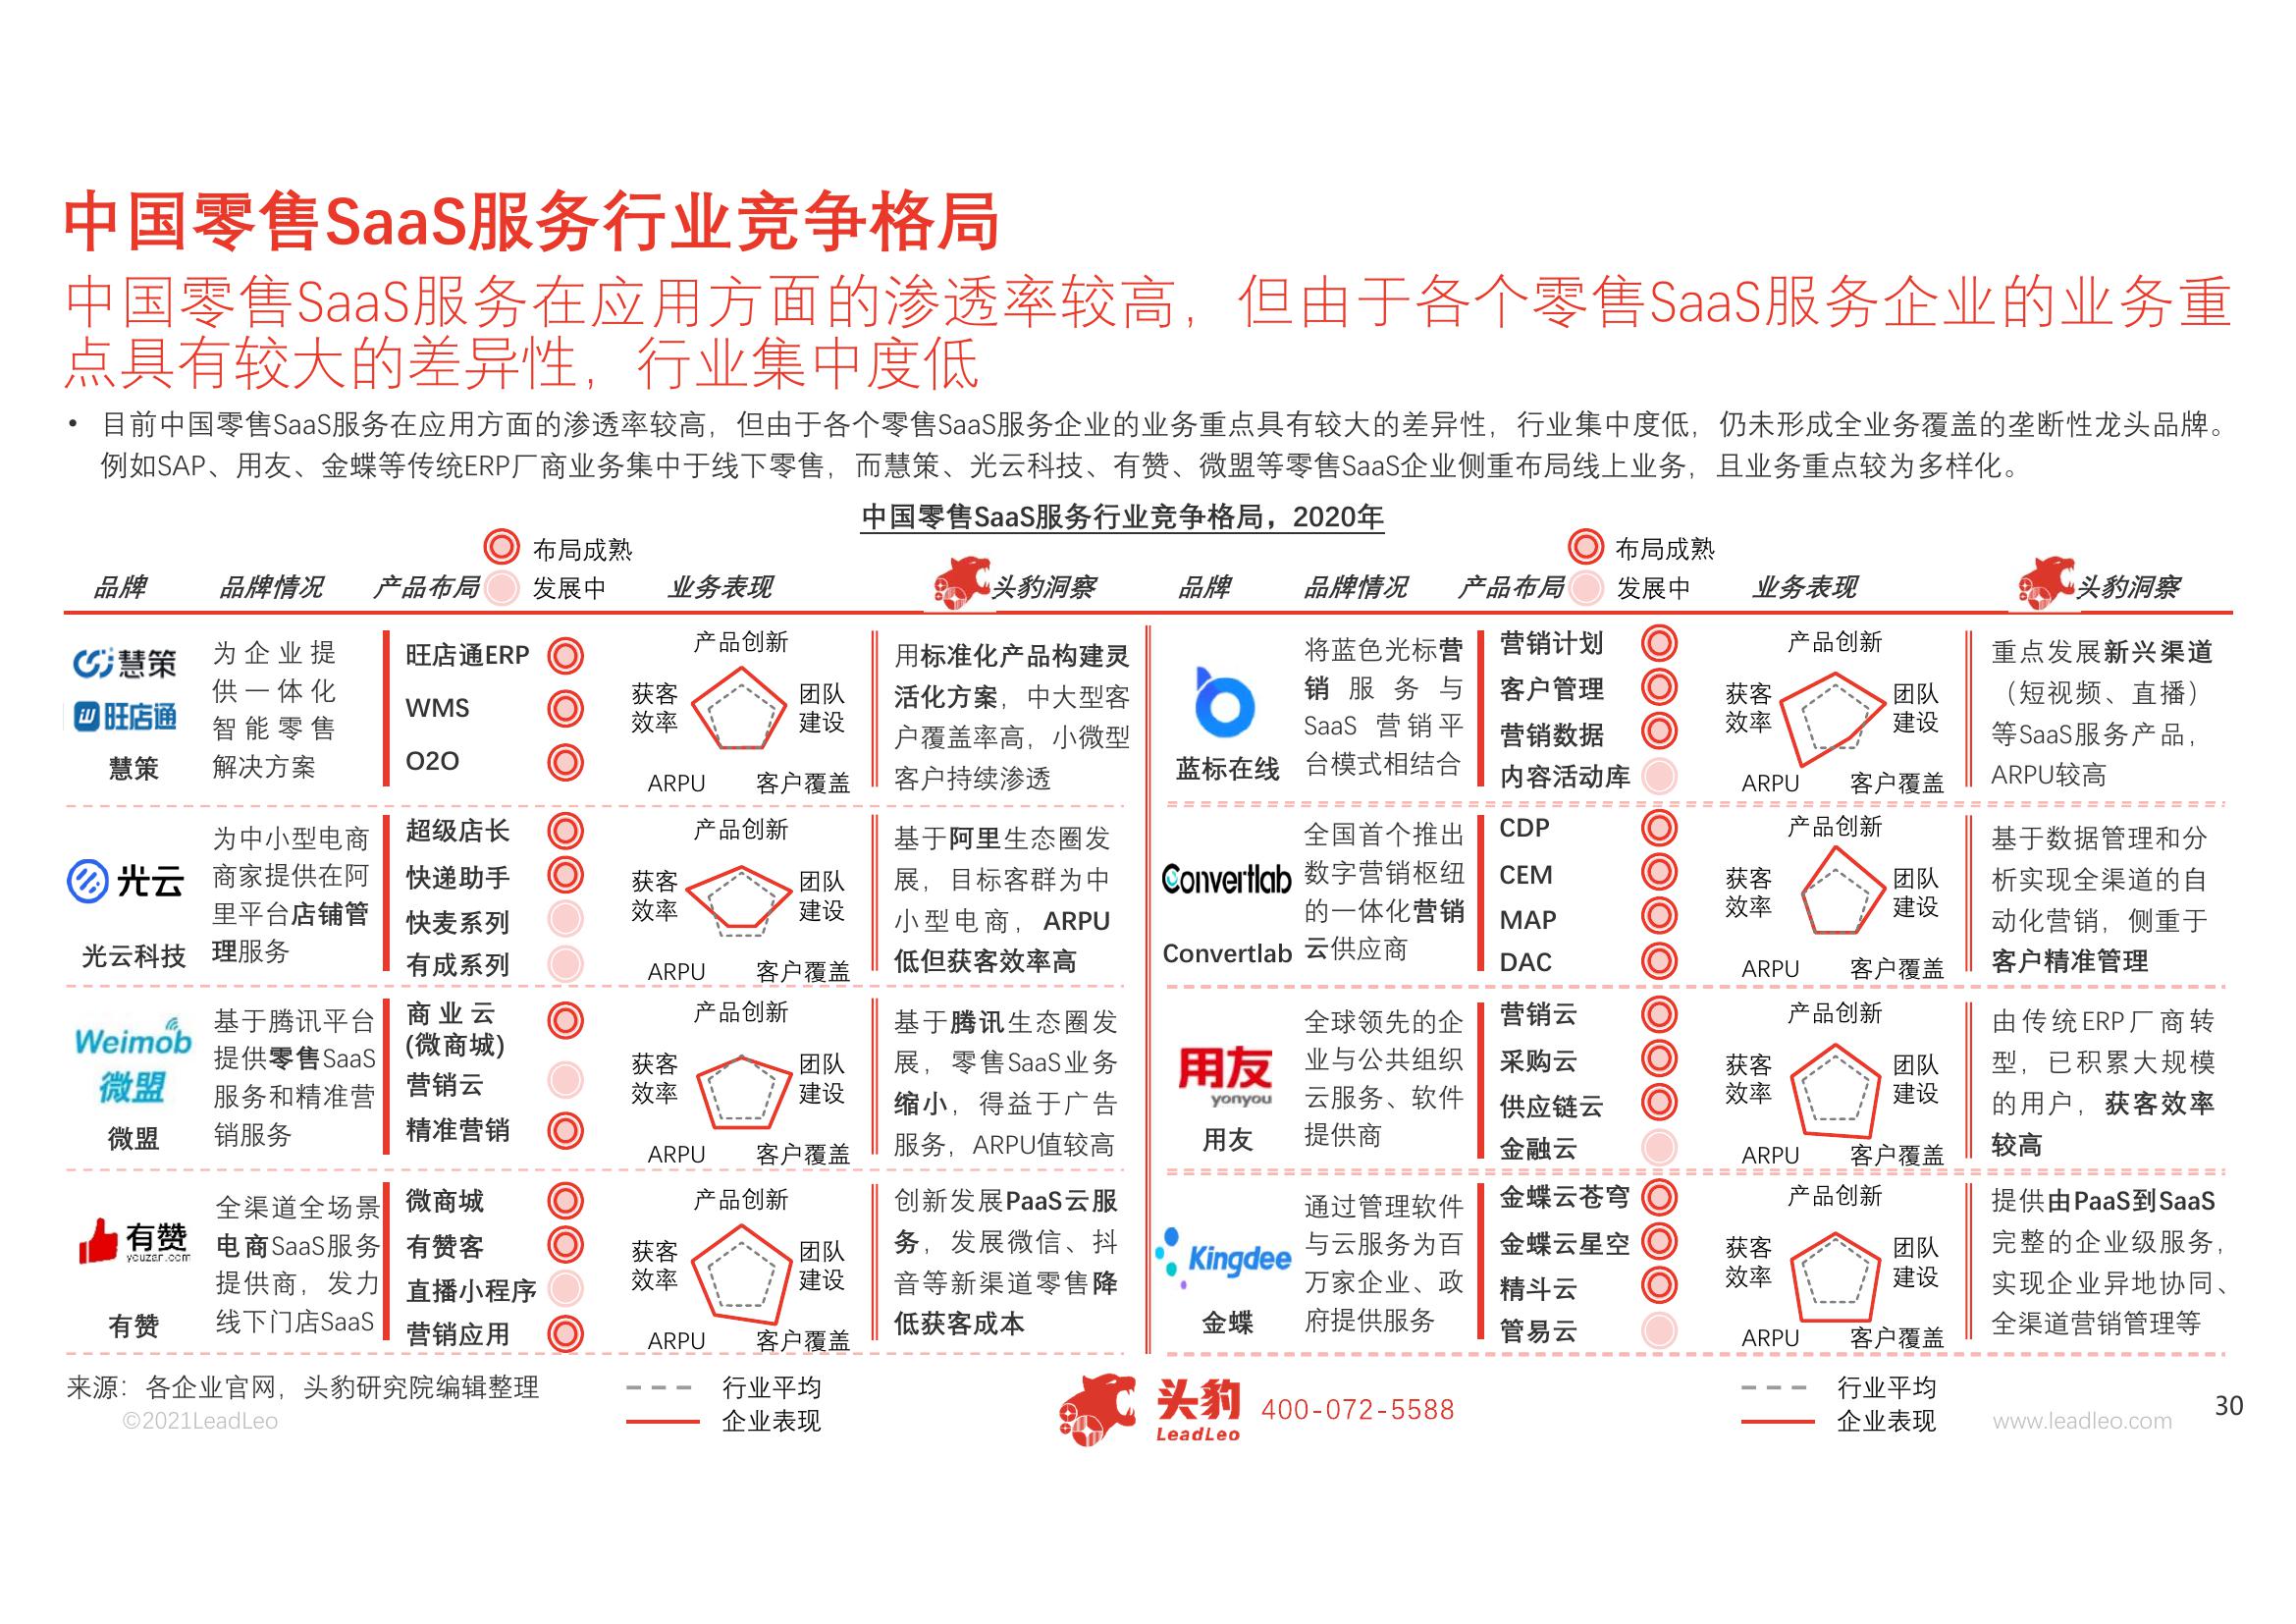 中国零售SaaS服务行业竞争格局
中国零售SaaS服务在应用方面的渗透率较高，但由于各个零售SaaS服务企业的业务重
点具有较大的差异性，行业集中度低
• 目前中国零售SaaS服务在应用方面的渗透率较高，但由于各个零售SaaS服务企业的业务重点具有较大的差异性，行业集中度低，仍未形成全业务覆盖的垄断性龙头品牌。
例如SAP、用友、金蝶等传统ERP厂商业务集中于线下零售，而慧策、光云科技、有赞、微盟等零售SaaS企业侧重布局线上业务，且业务重点较为多样化。
中国零售SaaS服务行业竞争格局，2020年
品牌
品牌情况
产品布局
布局成熟
发展中
业务表现
头豹洞察
慧策
旺店通
慧策
为企业提
供一体化
智能零售
解决方案
旺店通ERP
WMS
O2O
产品创新
获客
效率
团队
建设
ARPU
客户覆盖
用标准化产品构建灵
活化方案，中大型客
户覆盖率高，小微型
客户持续渗透
光云
光云科技
为中小型电商
商家提供在阿
里平台店铺管
理服务
超级店长
快递助手
快麦系列
有成系列
产品创新
获客
效率
团队
建设
ARPU
客户覆盖
基于阿里生态圈发
展，目标客群为中
小型电商，ARPU
低但获客效率高
Weimob
微盟
微盟
基于腾讯平台
提供零售SaaS
服务和精准营
销服务
商业云
(微商城)
营销云
精准营销
产品创新
获客
效率
团队
建设
ARPU
客户覆盖
基于腾讯生态圈发
展，零售SaaS业务
缩小，得益于广告
服务，ARPU值较高
有赞
youzan.com
有赞
全渠道全场景
电商SaaS服务
提供商，发力
线下门店SaaS
微商城
有赞客
直播小程序
营销应用
产品创新
获客
效率
团队
建设
ARPU
客户覆盖
创新发展PaaS云服
务，发展微信、抖
音等新渠道零售降
低获客成本
品牌
品牌情况
产品布局
布局成熟
发展中
业务表现
头豹洞察
蓝标在线
将蓝色光标营
销服务与
SaaS营销平
台模式相结合
营销计划
客户管理
营销数据
内容活动库
产品创新
获客
效率
团队
建设
ARPU
客户覆盖
重点发展新兴渠道
（短视频、直播）
等SaaS服务产品，
ARPU较高
Convertlab
Convertlab
全国首个推出
数字营销枢纽
的一体化营销
云供应商
CDP
CEM
MAP
DAC
产品创新
获客
效率
团队
建设
ARPU
客户覆盖
基于数据管理和分
析实现全渠道的自
动化营销，侧重于
客户精准管理
用友
yonyou
用友
全球领先的企
业与公共组织
云服务、软件
提供商
营销云
采购云
供应链云
金融云
产品创新
获客
效率
团队
建设
ARPU
客户覆盖
由传统ERP厂商转
型，已积累大规模
的用户，获客效率
较高
Kingdee
金蝶
通过管理软件
与云服务为百
万家企业、政
府提供服务
金蝶云苍穹
金蝶云星空
精斗云
管易云
产品创新
获客
效率
团队
建设
ARPU
客户覆盖
提供由PaaS到SaaS
完整的企业级服务，
实现企业异地协同、
全渠道营销管理等
来源：各企业官网，头豹研究院编辑整理
©2021LeadLeo
行业平均
企业表现
头豹
LeadLeo
400-072-5588
行业平均
企业表现
www.leadleo.com
30